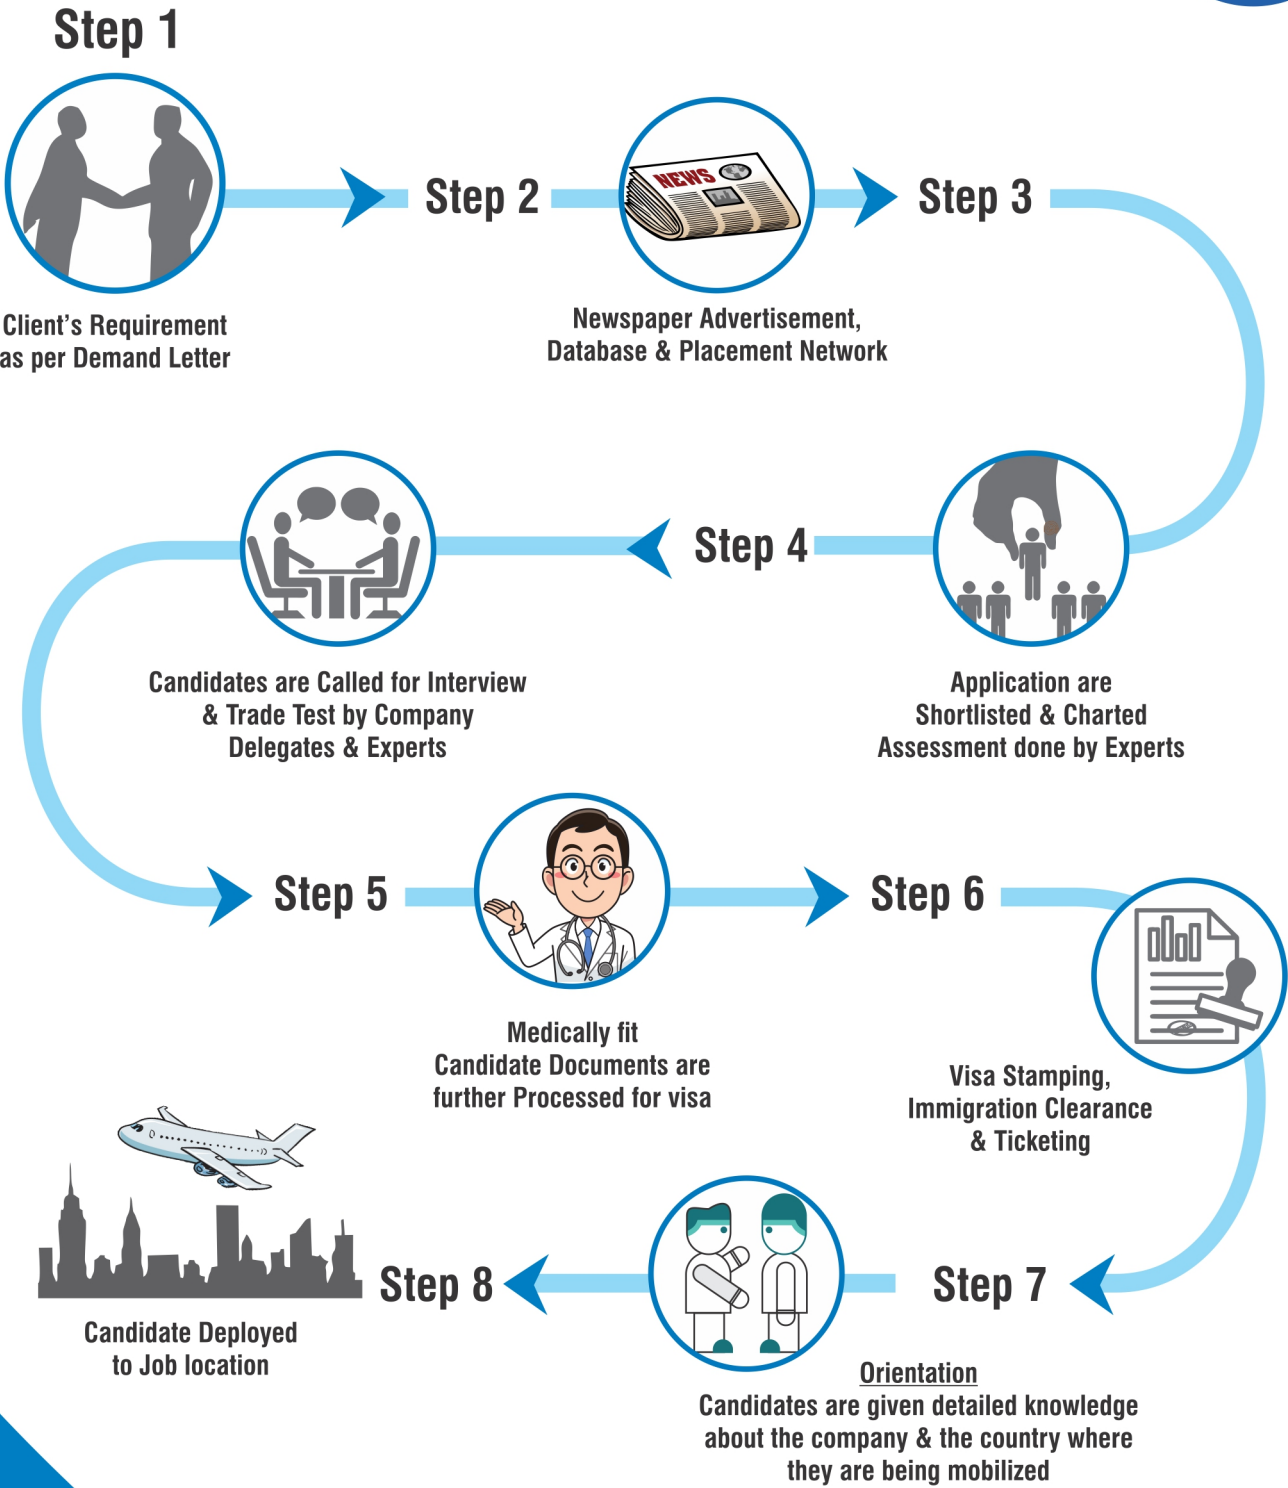 Step 1
Client's Requirement
as per Demand Letter
Step 2
NEWS
Newspaper Advertisement,
Database & Placement Network
Step 3
Application are
Shortlisted & Charted
Assessment done by Experts
Step 4
Candidates are Called for Interview
& Trade Test by Company
Delegates & Experts
Step 5
Medically fit
Candidate Documents are
further Processed for visa
Step 6
Visa Stamping,
Immigration Clearance
& Ticketing
Step 7
Orientation
Candidates are given detailed knowledge
about the company & the country where
they are being mobilized
Step 8
Candidate Deployed
to Job location